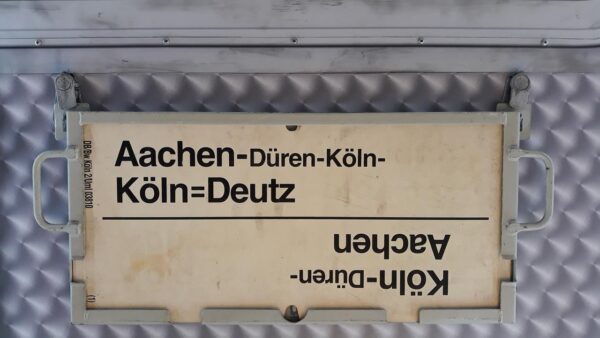 Aachen-Düren-Köln-
Köln=Deutz
Köln-Düren-
Aachen